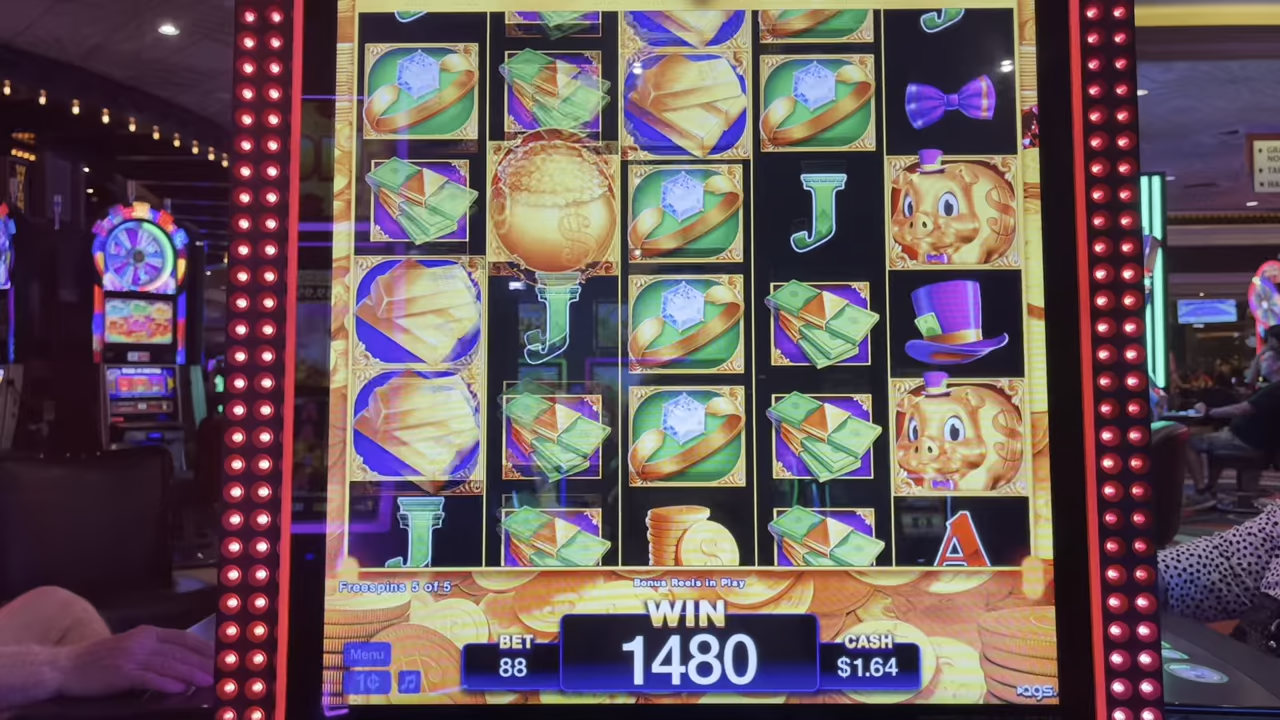 J
J
J
J
J
A
Freespins 5 of 5
Bonus Reels in Play
WIN
BET
88
1480
CASH
$1.64
Menu
1¢
ags.